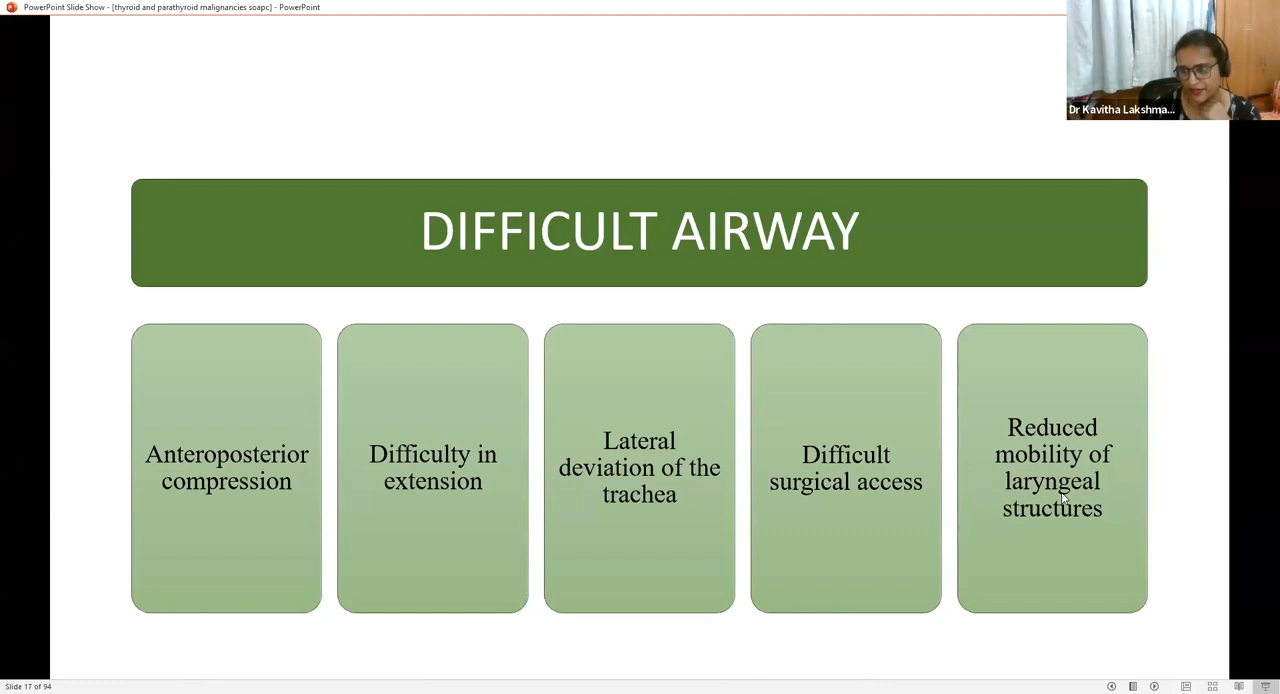 PowerPoint Slide Show - [thyroid and parathyroid malignancies soapc] - PowerPoint
Dr Kavitha Lakshma...
DIFFICULT AIRWAY
Anteroposterior
compression
Difficulty in
extension
Lateral
deviation of the
trachea
Difficult
surgical access
Reduced
mobility of
laryngeal
structures
Slide 17 of 94